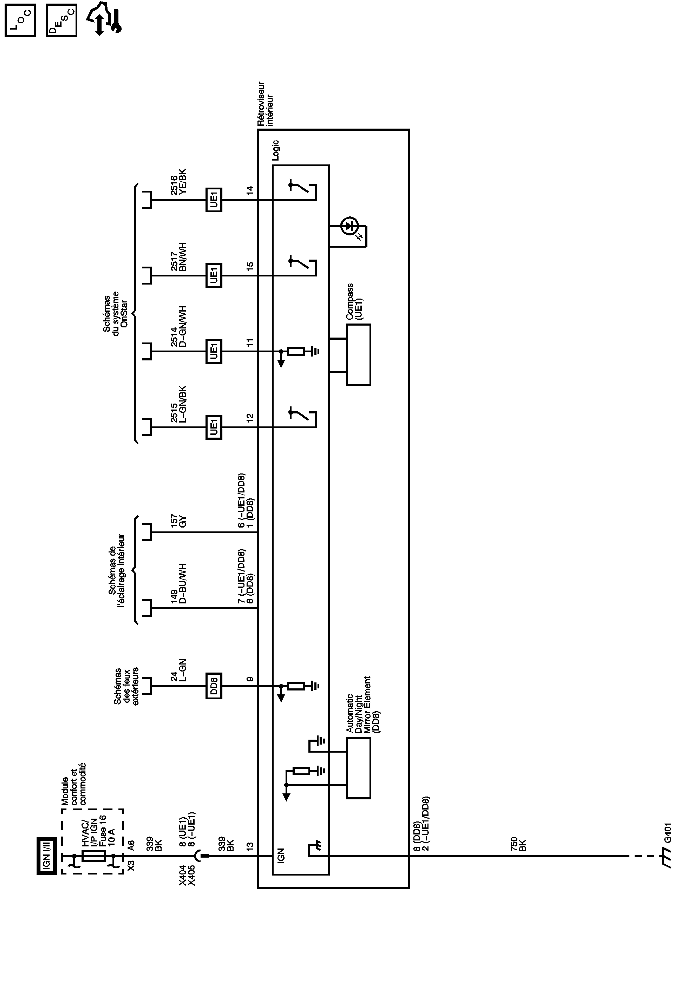 LOC
DESC
IGN I/II
Module
confort et
commodité
HVAC/
I/P IGN
Fuse 16
10 A
X3
A6
339
BK
X404
X405
8 (UE1)
8 (~UE1)
339
BK
13
IGN
Schémas
des feux
extérieurs
24
L-GN
DD8
9
Schémas de
l'éclairage intérieur
149
D-BU/WH
7 (~UE1/DD8)
6 (DD8)
157
GY
6 (~UE1/DD8)
1 (DD8)
Schémas
du système
OnStar
2515
L-GN/BK
UE1
12
2514
D-GN/WH
UE1
11
2517
BN/WH
UE1
15
2516
YE/BK
UE1
14
Rétroviseur
intérieur
Logic
Automatic
Day/Night
Mirror Element
(DD8)
Compass
(UE1)
8 (DD8)
2 (~UE1/DD8)
750
BK
G401